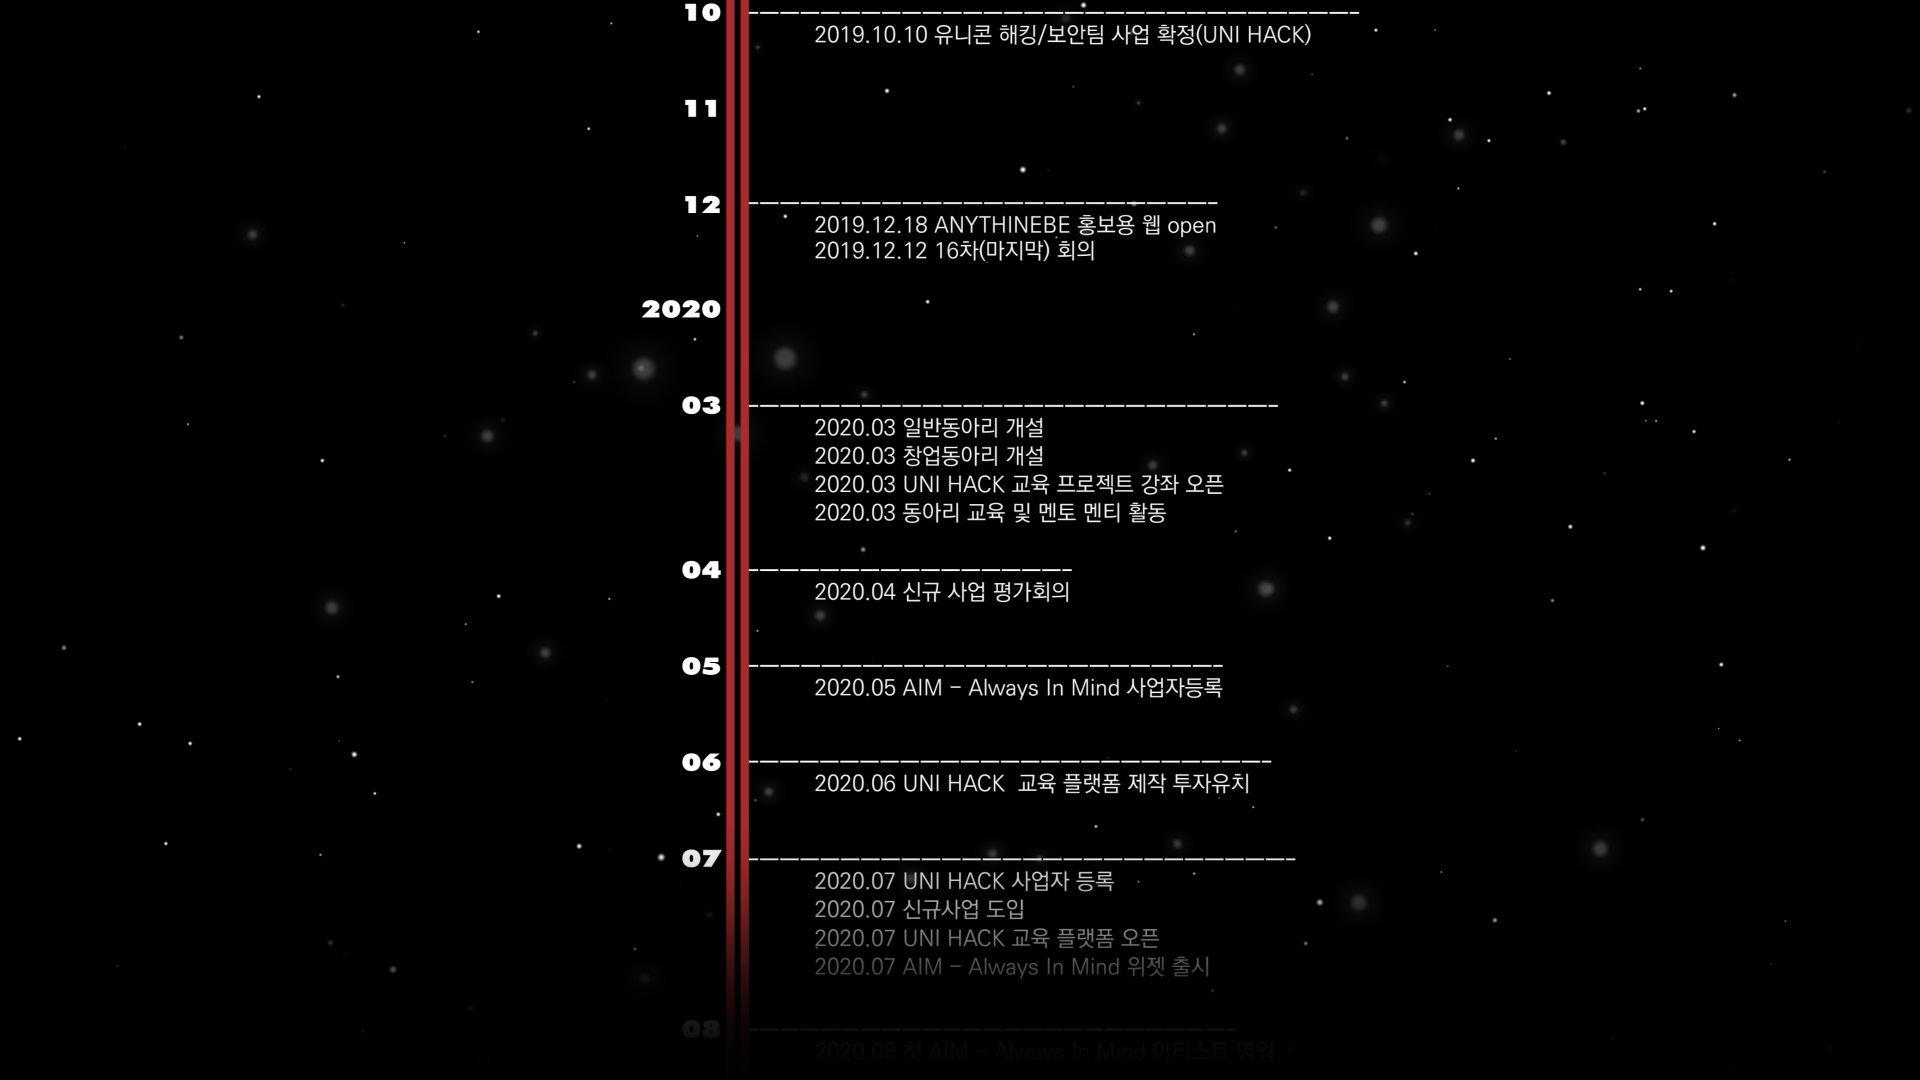 10
2019.10.10 유니콘 해킹/보안팀 사업 확정(UNI HACK)
11
12
2019.12.18 ANYTHINEBE 홍보용 웹 open
2019.12.12 16차(마지막) 회의
2020
03
2020.03 일반동아리 개설
2020.03 창업동아리 개설
2020.03 UNI HACK 교육 프로젝트 강좌 오픈
2020.03 동아리 교육 및 멘토 멘티 활동
04
2020.04 신규 사업 평가회의
05
2020.05 AIM - Always In Mind 사업자등록
06
2020.06 UNI HACK  교육 플랫폼 제작 투자유치
07
2020.07 UNI HACK 사업자 등록
2020.07 신규사업 도입
2020.07 UNI HACK 교육 플랫폼 오픈
2020.07 AIM - Always In Mind 위젯 출시
08
2020.08 첫 AIM - Always In Mind 아티스트 영입